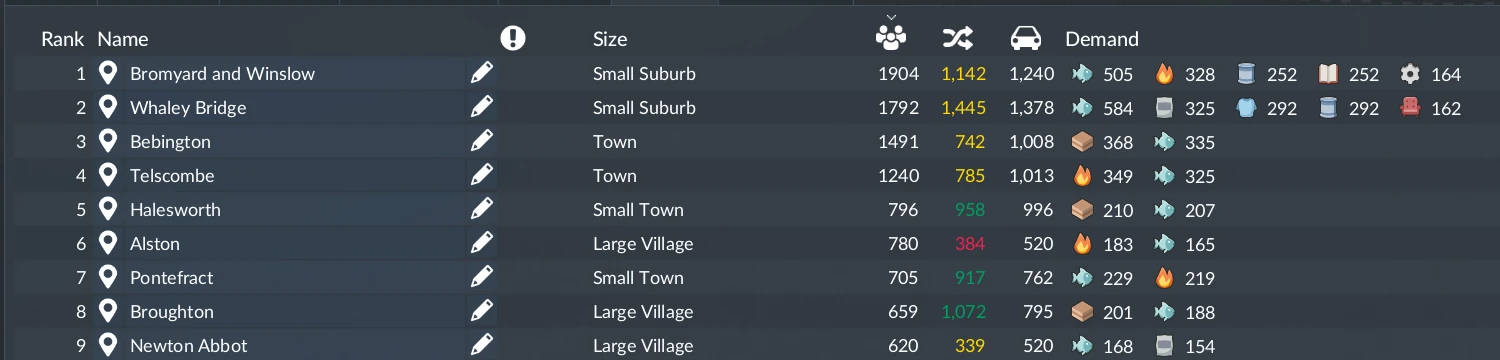 Rank Name Size Demand
1 Bromyard and Winslow Small Suburb 1904 1,142 1,240 505 328 252 252 164
2 Whaley Bridge Small Suburb 1792 1,445 1,378 584 325 292 292 162
3 Bebington Town 1491 742 1,008 368 335
4 Telscombe Town 1240 785 1,013 349 325
5 Halesworth Small Town 796 958 996 210 207
6 Alston Large Village 780 384 520 183 165
7 Pontefract Small Town 705 917 762 229 219
8 Broughton Large Village 659 1,072 795 201 188
9 Newton Abbot Large Village 620 339 520 168 154